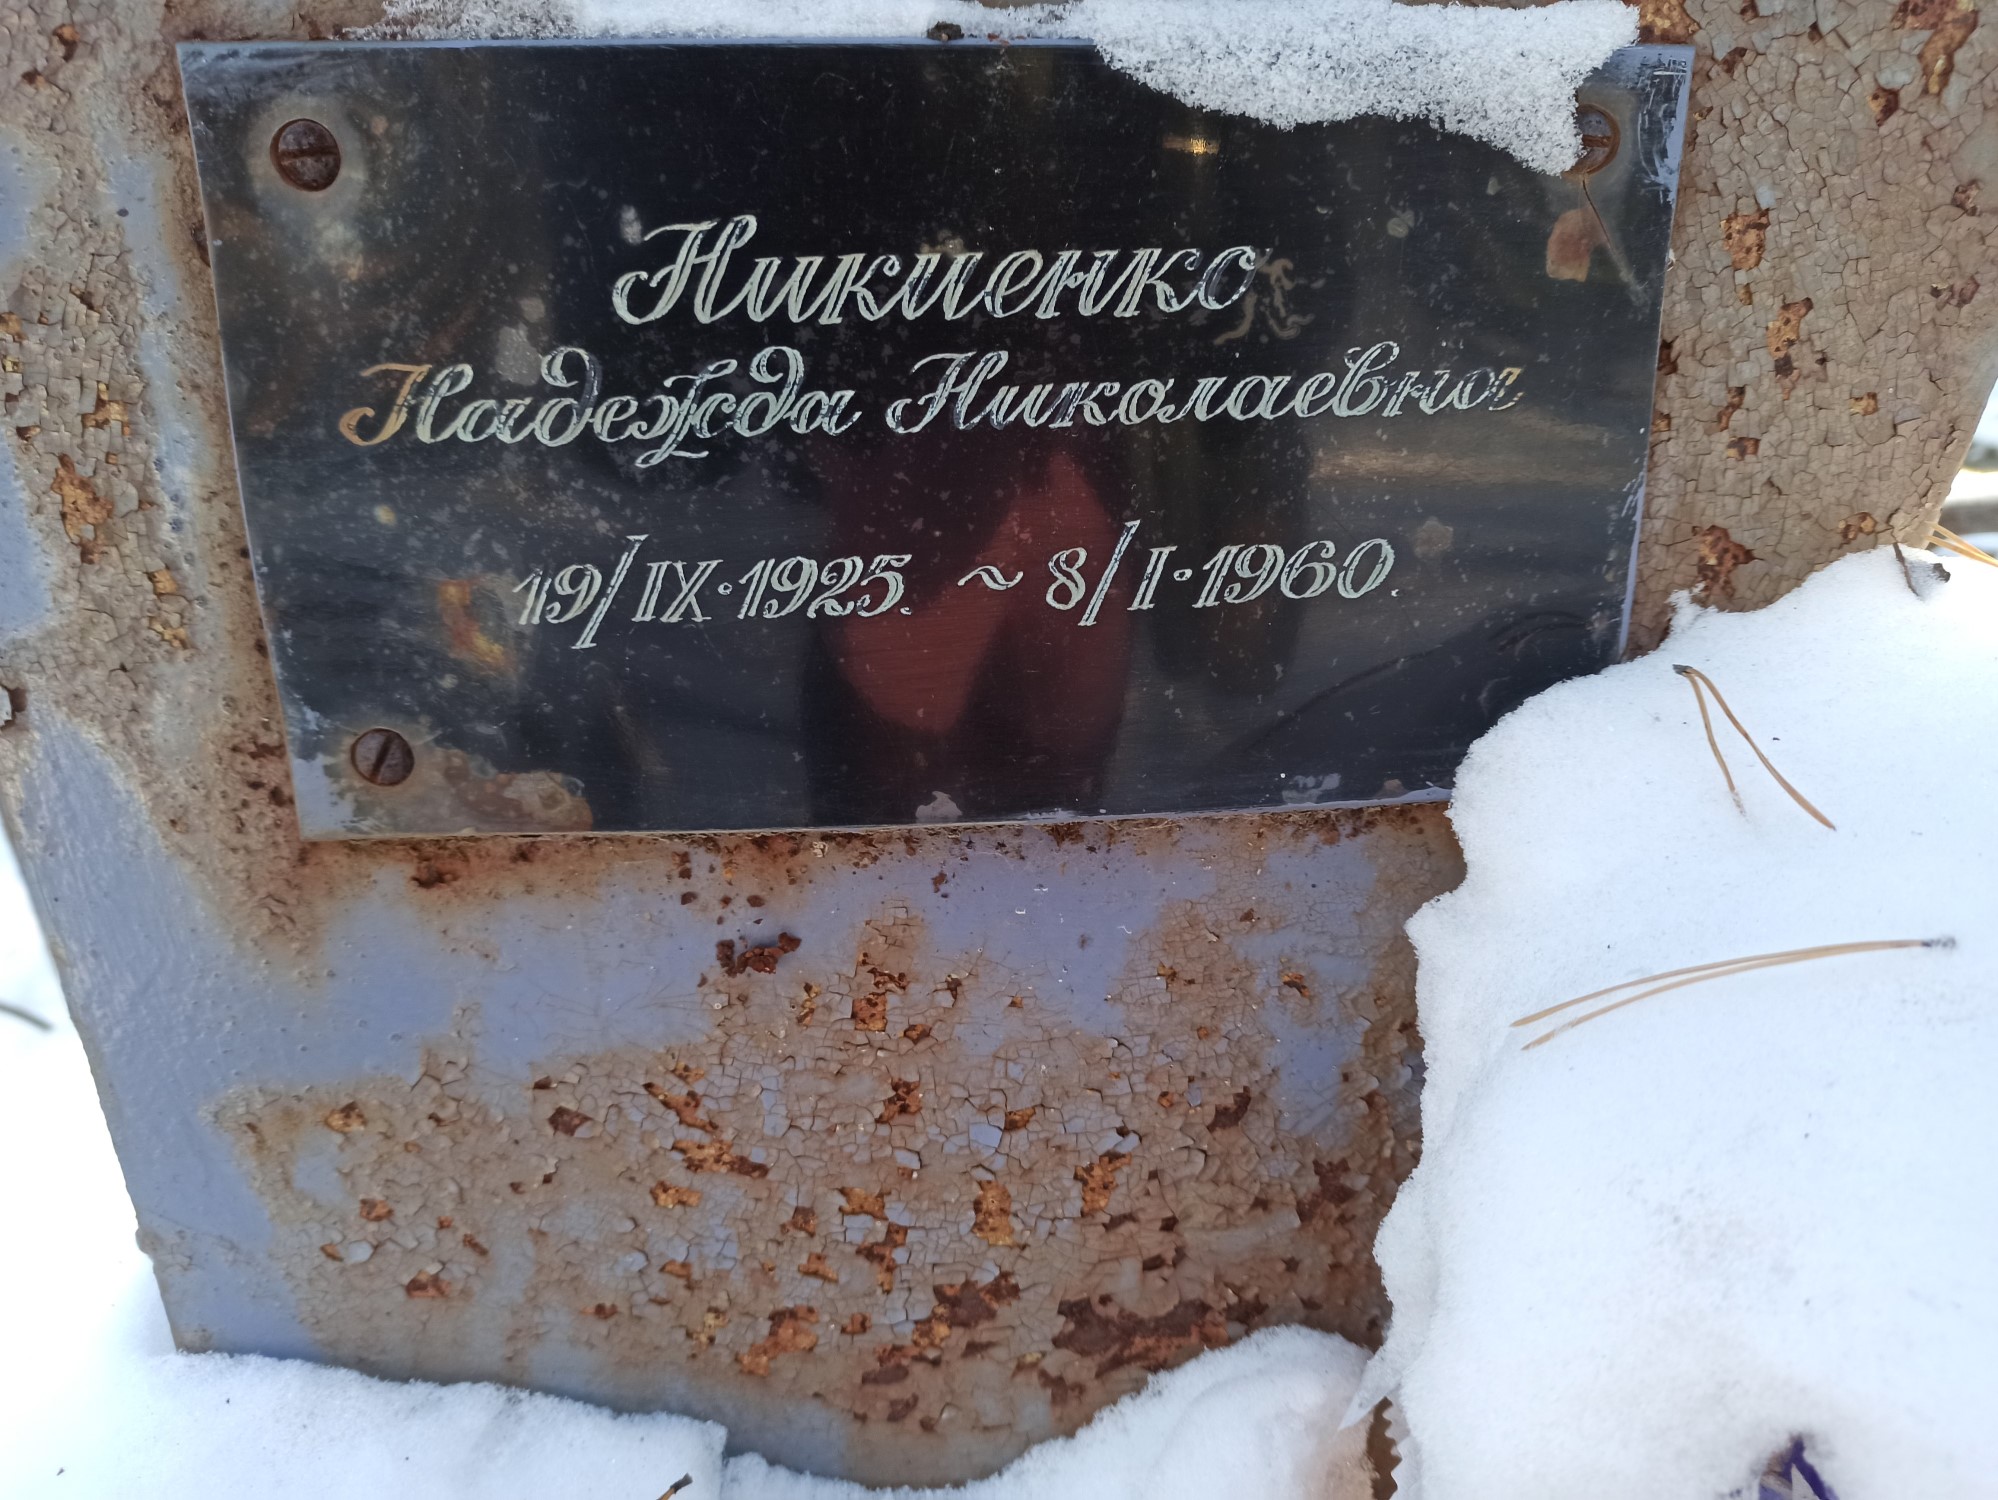 Никиенко
Надежда Николаевна
19/IX·1925. ~ 8/I·1960.